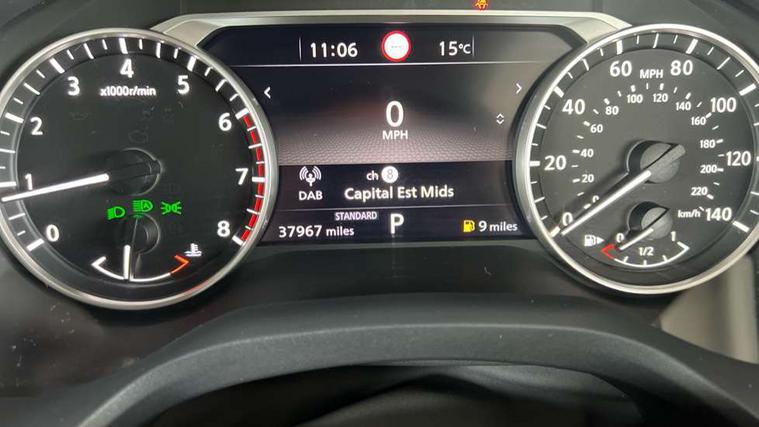 11:06 15°C
0
MPH
ch 8
DAB Capital Est Mids
STANDARD
37967 miles P 9 miles
0 1 2 3 4 5 6 7 8
x1000r/min
A
0 20 40 60 80 100 120 140
MPH
0 20 40 60 80 100 120 140 160 180 200 220
km/h
0 1/2 1